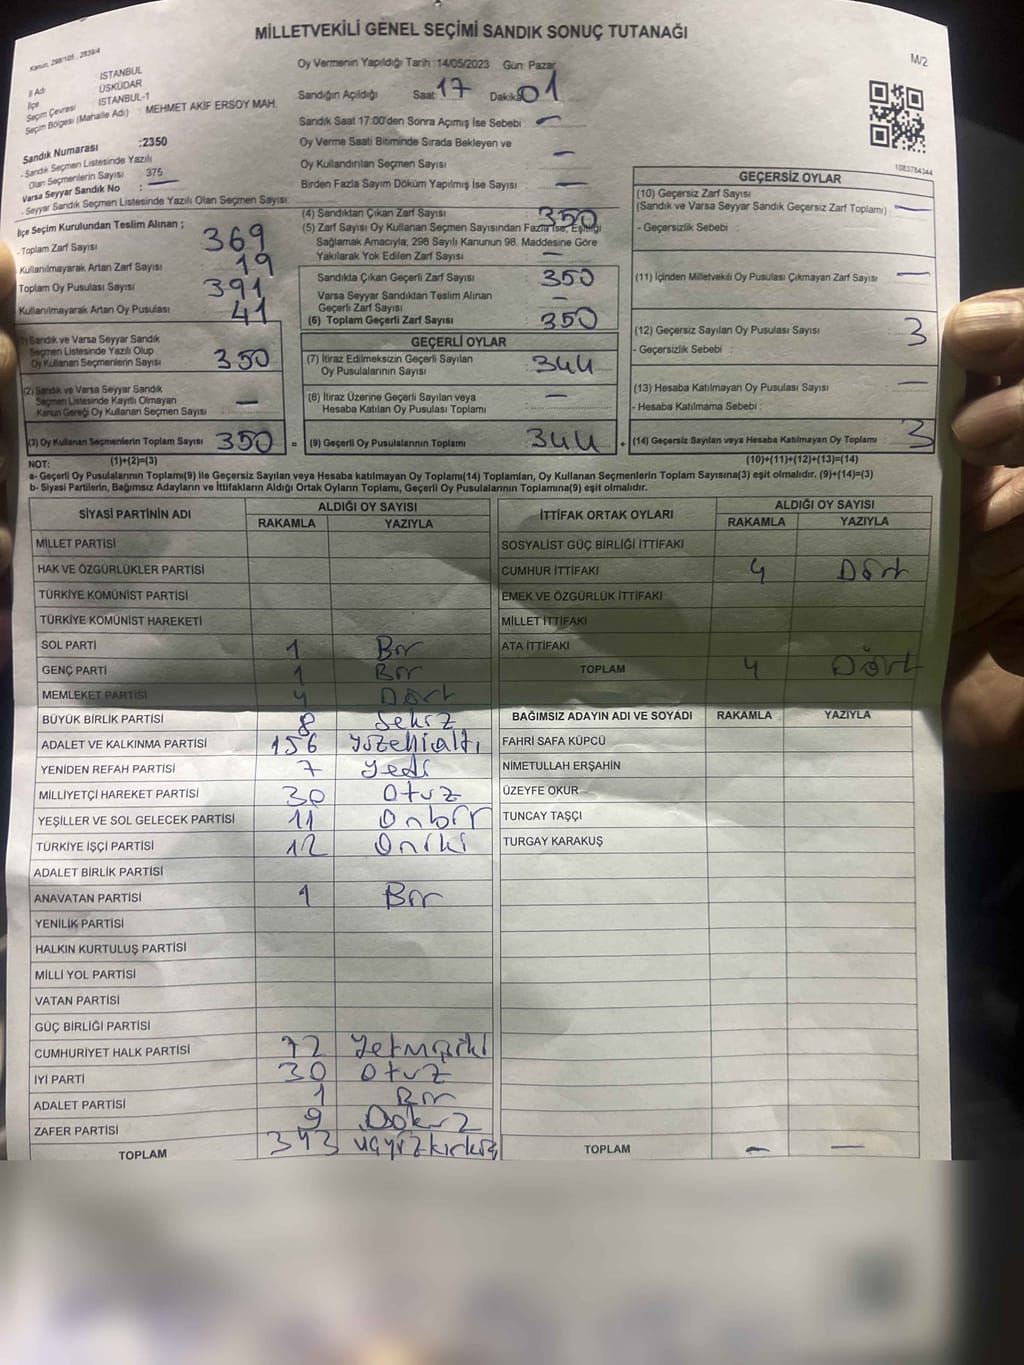 MİLLETVEKİLİ GENEL SEÇİMİ SANDIK SONUÇ TUTANAĞI
Kanun, 298/105 , 2839/4
M/2
İl Adı : İSTANBUL
İlçe : ÜSKÜDAR
Seçim Çevresi : İSTANBUL-1
Seçim Bölgesi (Mahalle Adı) : MEHMET AKİF ERSOY MAH.
Sandık Numarası :2350
- Sandık Seçmen Listesinde Yazılı
Olan Seçmenlerin Sayısı 375
Varsa Seyyar Sandık No : —
- Seyyar Sandık Seçmen Listesinde Yazılı Olan Seçmen Sayısı:
Oy Vermenin Yapıldığı Tarih :14/05/2023 Gün: Pazar
Sandığın Açıldığı Saat: 17 Dakika: 01
Sandık Saat 17:00'den Sonra Açımış İse Sebebi : —
Oy Verme Saati Bitiminde Sırada Bekleyen ve
Oy Kullandırılan Seçmen Sayısı —
Birden Fazla Sayım Döküm Yapılmış İse Sayısı —
1083784344
İlçe Seçim Kurulundan Teslim Alınan ;
- Toplam Zarf Sayısı : 369
- Kullanılmayarak Artan Zarf Sayısı : 19
Toplam Oy Pusulası Sayısı : 391
Kullanılmayarak Artan Oy Pusulası : 41
(1) Sandık ve Varsa Seyyar Sandık
Seçmen Listesinde Yazılı Olup
Oy Kullanan Seçmenlerin Sayısı : 350
(2) Sandık ve Varsa Seyyar Sandık
Seçmen Listesinde Kayıtlı Olmayan
Kanun Gereği Oy Kullanan Seçmen Sayısı : —
(3) Oy Kullanan Seçmenlerin Toplam Sayısı : 350 =
(1)+(2)=(3)
(4) Sandıktan Çıkan Zarf Sayısı : 350
(5) Zarf Sayısı Oy Kullanan Seçmen Sayısından Fazla İse, Eşitliği
Sağlamak Amacıyla; 298 Sayılı Kanunun 98. Maddesine Göre
Yakılarak Yok Edilen Zarf Sayısı : —
Sandıkta Çıkan Geçerli Zarf Sayısı : 350
Varsa Seyyar Sandıktan Teslim Alınan
Geçerli Zarf Sayısı : —
(6) Toplam Geçerli Zarf Sayısı : 350
GEÇERLİ OYLAR
(7) İtiraz Edilmeksizin Geçerli Sayılan
Oy Pusulalarının Sayısı : 344
(8) İtiraz Üzerine Geçerli Sayılan veya
Hesaba Katılan Oy Pusulası Toplamı : —
(9) Geçerli Oy Pusulalarının Toplamı : 344 +
GEÇERSİZ OYLAR
(10) Geçersiz Zarf Sayısı
(Sandık ve Varsa Seyyar Sandık Geçersiz Zarf Toplamı) : —
- Geçersizlik Sebebi :
(11) İçinden Milletvekili Oy Pusulası Çıkmayan Zarf Sayısı : —
(12) Geçersiz Sayılan Oy Pusulası Sayısı : 3
- Geçersizlik Sebebi :
(13) Hesaba Katılmayan Oy Pusulası Sayısı : —
- Hesaba Katılmama Sebebi :
(14) Geçersiz Sayılan veya Hesaba Katılmayan Oy Toplamı : 3
(10)+(11)+(12)+(13)=(14)
NOT:
a- Geçerli Oy Pusulalarının Toplamı(9) ile Geçersiz Sayılan veya Hesaba katılmayan Oy Toplamı(14) Toplamları, Oy Kullanan Seçmenlerin Toplam Sayısına(3) eşit olmalıdır. (9)+(14)=(3)
b- Siyasi Partilerin, Bağımsız Adayların ve İttifakların Aldığı Ortak Oyların Toplamı, Geçerli Oy Pusulalarının Toplamına(9) eşit olmalıdır.
SİYASİ PARTİNİN ADI ALDIĞI OY SAYISI
RAKAMLA YAZIYLA
MİLLET PARTİSİ
HAK VE ÖZGÜRLÜKLER PARTİSİ
TÜRKİYE KOMÜNİST PARTİSİ
TÜRKİYE KOMÜNİST HAREKETİ
SOL PARTİ 1 Bir
GENÇ PARTİ 1 Bir
MEMLEKET PARTİSİ 4 Dört
BÜYÜK BİRLİK PARTİSİ 8 Sekiz
ADALET VE KALKINMA PARTİSİ 156 yüzellialtı
YENİDEN REFAH PARTİSİ 7 yedi
MİLLİYETÇİ HAREKET PARTİSİ 30 Otuz
YEŞİLLER VE SOL GELECEK PARTİSİ 11 Onbir
TÜRKİYE İŞÇİ PARTİSİ 12 Oniki
ADALET BİRLİK PARTİSİ
ANAVATAN PARTİSİ 1 Bir
YENİLİK PARTİSİ
HALKIN KURTULUŞ PARTİSİ
MİLLİ YOL PARTİSİ
VATAN PARTİSİ
GÜÇ BİRLİĞİ PARTİSİ
CUMHURİYET HALK PARTİSİ 72 yetmişiki
İYİ PARTİ 30 Otuz
ADALET PARTİSİ 1 Bir
ZAFER PARTİSİ 9 Dokuz
TOPLAM 343 üçyüzkırküç
İTTİFAK ORTAK OYLARI ALDIĞI OY SAYISI
RAKAMLA YAZIYLA
SOSYALİST GÜÇ BİRLİĞİ İTTİFAKI
CUMHUR İTTİFAKI 4 Dört
EMEK VE ÖZGÜRLÜK İTTİFAKI
MİLLET İTTİFAKI
ATA İTTİFAKI
TOPLAM 4 Dört
BAĞIMSIZ ADAYIN ADI VE SOYADI RAKAMLA YAZIYLA
FAHRİ SAFA KÜPCÜ
NİMETULLAH ERŞAHİN
ÜZEYFE OKUR
TUNCAY TAŞÇI
TURGAY KARAKUŞ
TOPLAM — —